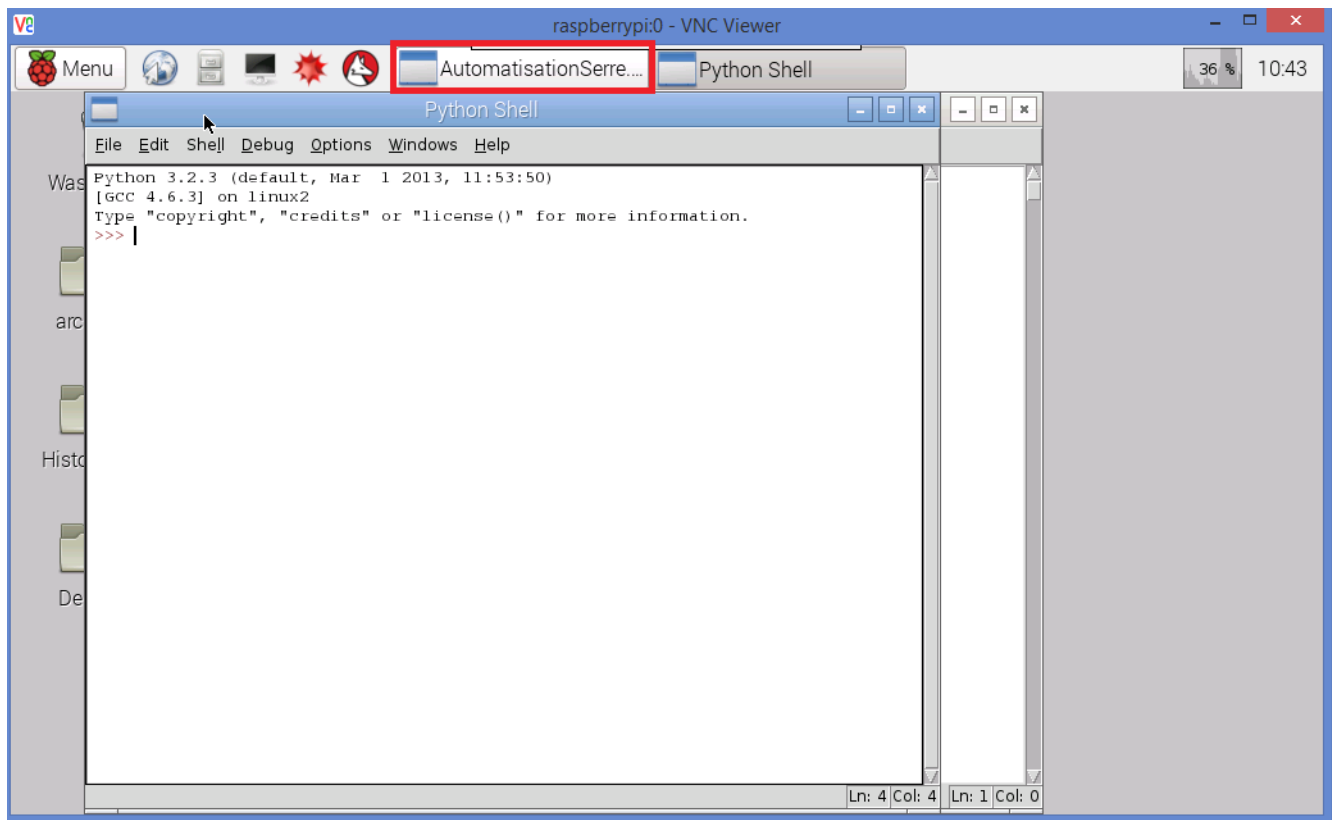 raspberrypi:0 - VNC Viewer
Menu
AutomatisationSerre....
Python Shell
36 %
10:43
Python Shell
File Edit Shell Debug Options Windows Help
Was
Python 3.2.3 (default, Mar 1 2013, 11:53:50)
[GCC 4.6.3] on linux2
Type "copyright", "credits" or "license()" for more information.
>>>
arc
Histo
De
Ln: 4 Col: 4
Ln: 1 Col: 0